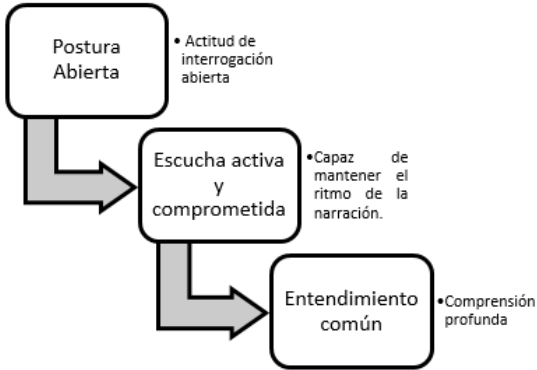 Postura
Abierta
• Actitud de
interrogación
abierta
Escucha activa
y
comprometida
•Capaz de
mantener el
ritmo de la
narración.
Entendimiento
común
•Comprensión
profunda